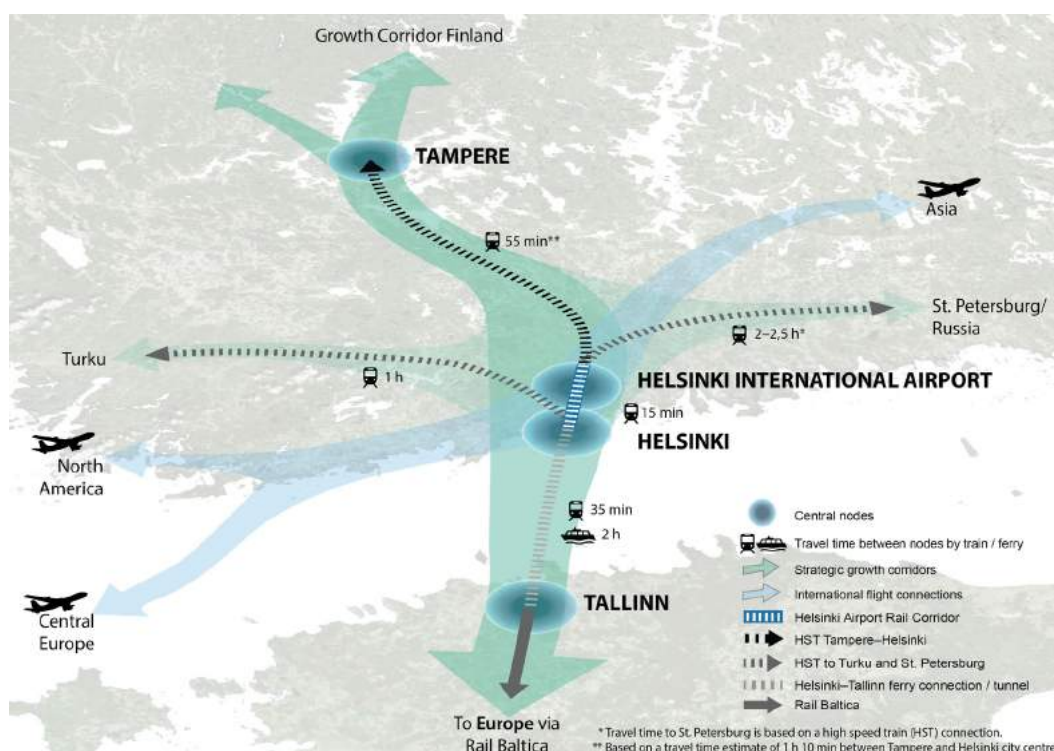 Growth Corridor Finland
TAMPERE
Asia
55 min**
St. Petersburg/
Russia
2–2,5 h*
Turku
1 h
HELSINKI INTERNATIONAL AIRPORT
15 min
HELSINKI
North
America
35 min
2 h
Central
Europe
TALLINN
To Europe via
Rail Baltica
Central nodes
Travel time between nodes by train / ferry
Strategic growth corridors
International flight connections
Helsinki Airport Rail Corridor
HST Tampere–Helsinki
HST to Turku and St. Petersburg
Helsinki–Tallinn ferry connection / tunnel
Rail Baltica
* Travel time to St. Petersburg is based on a high speed train (HST) connection.
** Based on a travel time estimate of 1 h 10 min between Tampere and Helsinki city